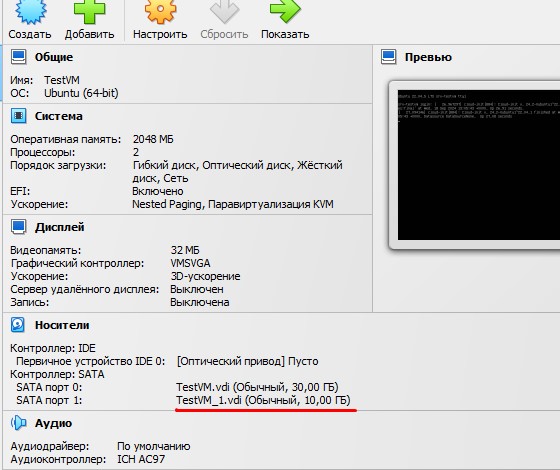 Создать Добавить Настроить Сбросить Показать
Общие
Имя: TestVM
ОС: Ubuntu (64-bit)
Система
Оперативная память: 2048 МБ
Процессоры: 2
Порядок загрузки: Гибкий диск, Оптический диск, Жёсткий
диск, Сеть
EFI: Включено
Ускорение: Nested Paging, Паравиртуализация KVM
Дисплей
Видеопамять: 32 МБ
Графический контроллер: VMSVGA
Ускорение: 3D-ускорение
Сервер удалённого дисплея: Выключен
Запись: Выключена
Носители
Контроллер: IDE
Первичное устройство IDE 0: [Оптический привод] Пусто
Контроллер: SATA
SATA порт 0: TestVM.vdi (Обычный, 30,00 ГБ)
SATA порт 1: TestVM_1.vdi (Обычный, 10,00 ГБ)
Аудио
Аудиодрайвер: По умолчанию
Аудиоконтроллер: ICH AC97
Превью